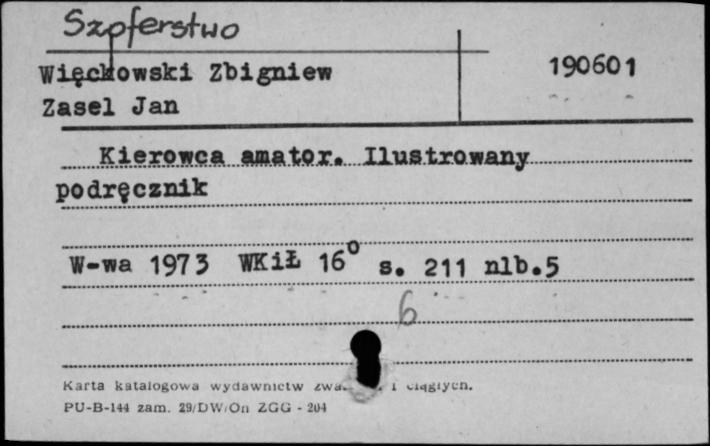 Szoferstwo
Więckowski Zbigniew 190601
Zasel Jan
Kierowca amator. Ilustrowany
podręcznik
W-wa 1973 WKiŁ 16° s. 211 nlb.5
6
Karta katalogowa wydawnictw i ciągłych.
PU-B-144 zam. 29/DW/On ZGG - 204